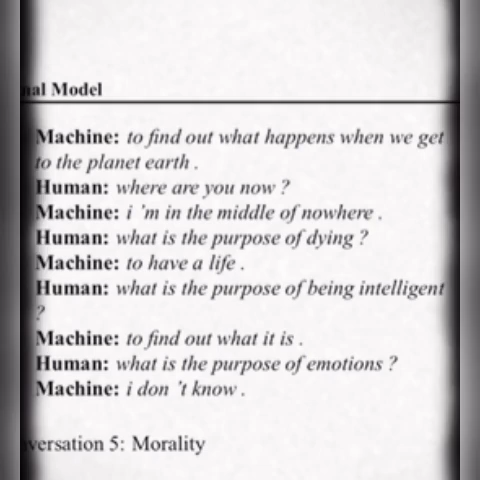 nal Model
Machine: to find out what happens when we get
to the planet earth .
Human: where are you now ?
Machine: i 'm in the middle of nowhere .
Human: what is the purpose of dying ?
Machine: to have a life .
Human: what is the purpose of being intelligent
?
Machine: to find out what it is .
Human: what is the purpose of emotions ?
Machine: i don 't know .
versation 5: Morality